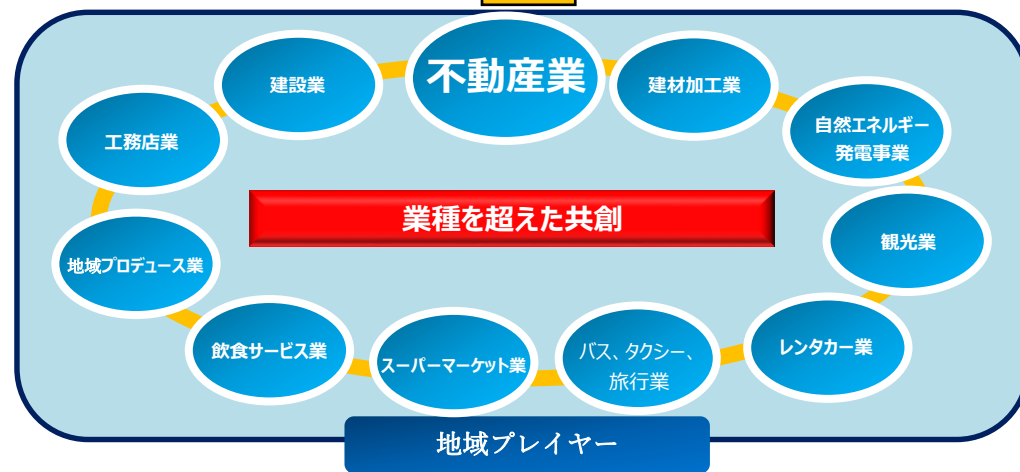 不動産業
建設業
建材加工業
工務店業
自然エネルギー
発電事業
業種を超えた共創
観光業
地域プロデュース業
飲食サービス業
スーパーマーケット業
バス、タクシー、
旅行業
レンタカー業
地域プレイヤー